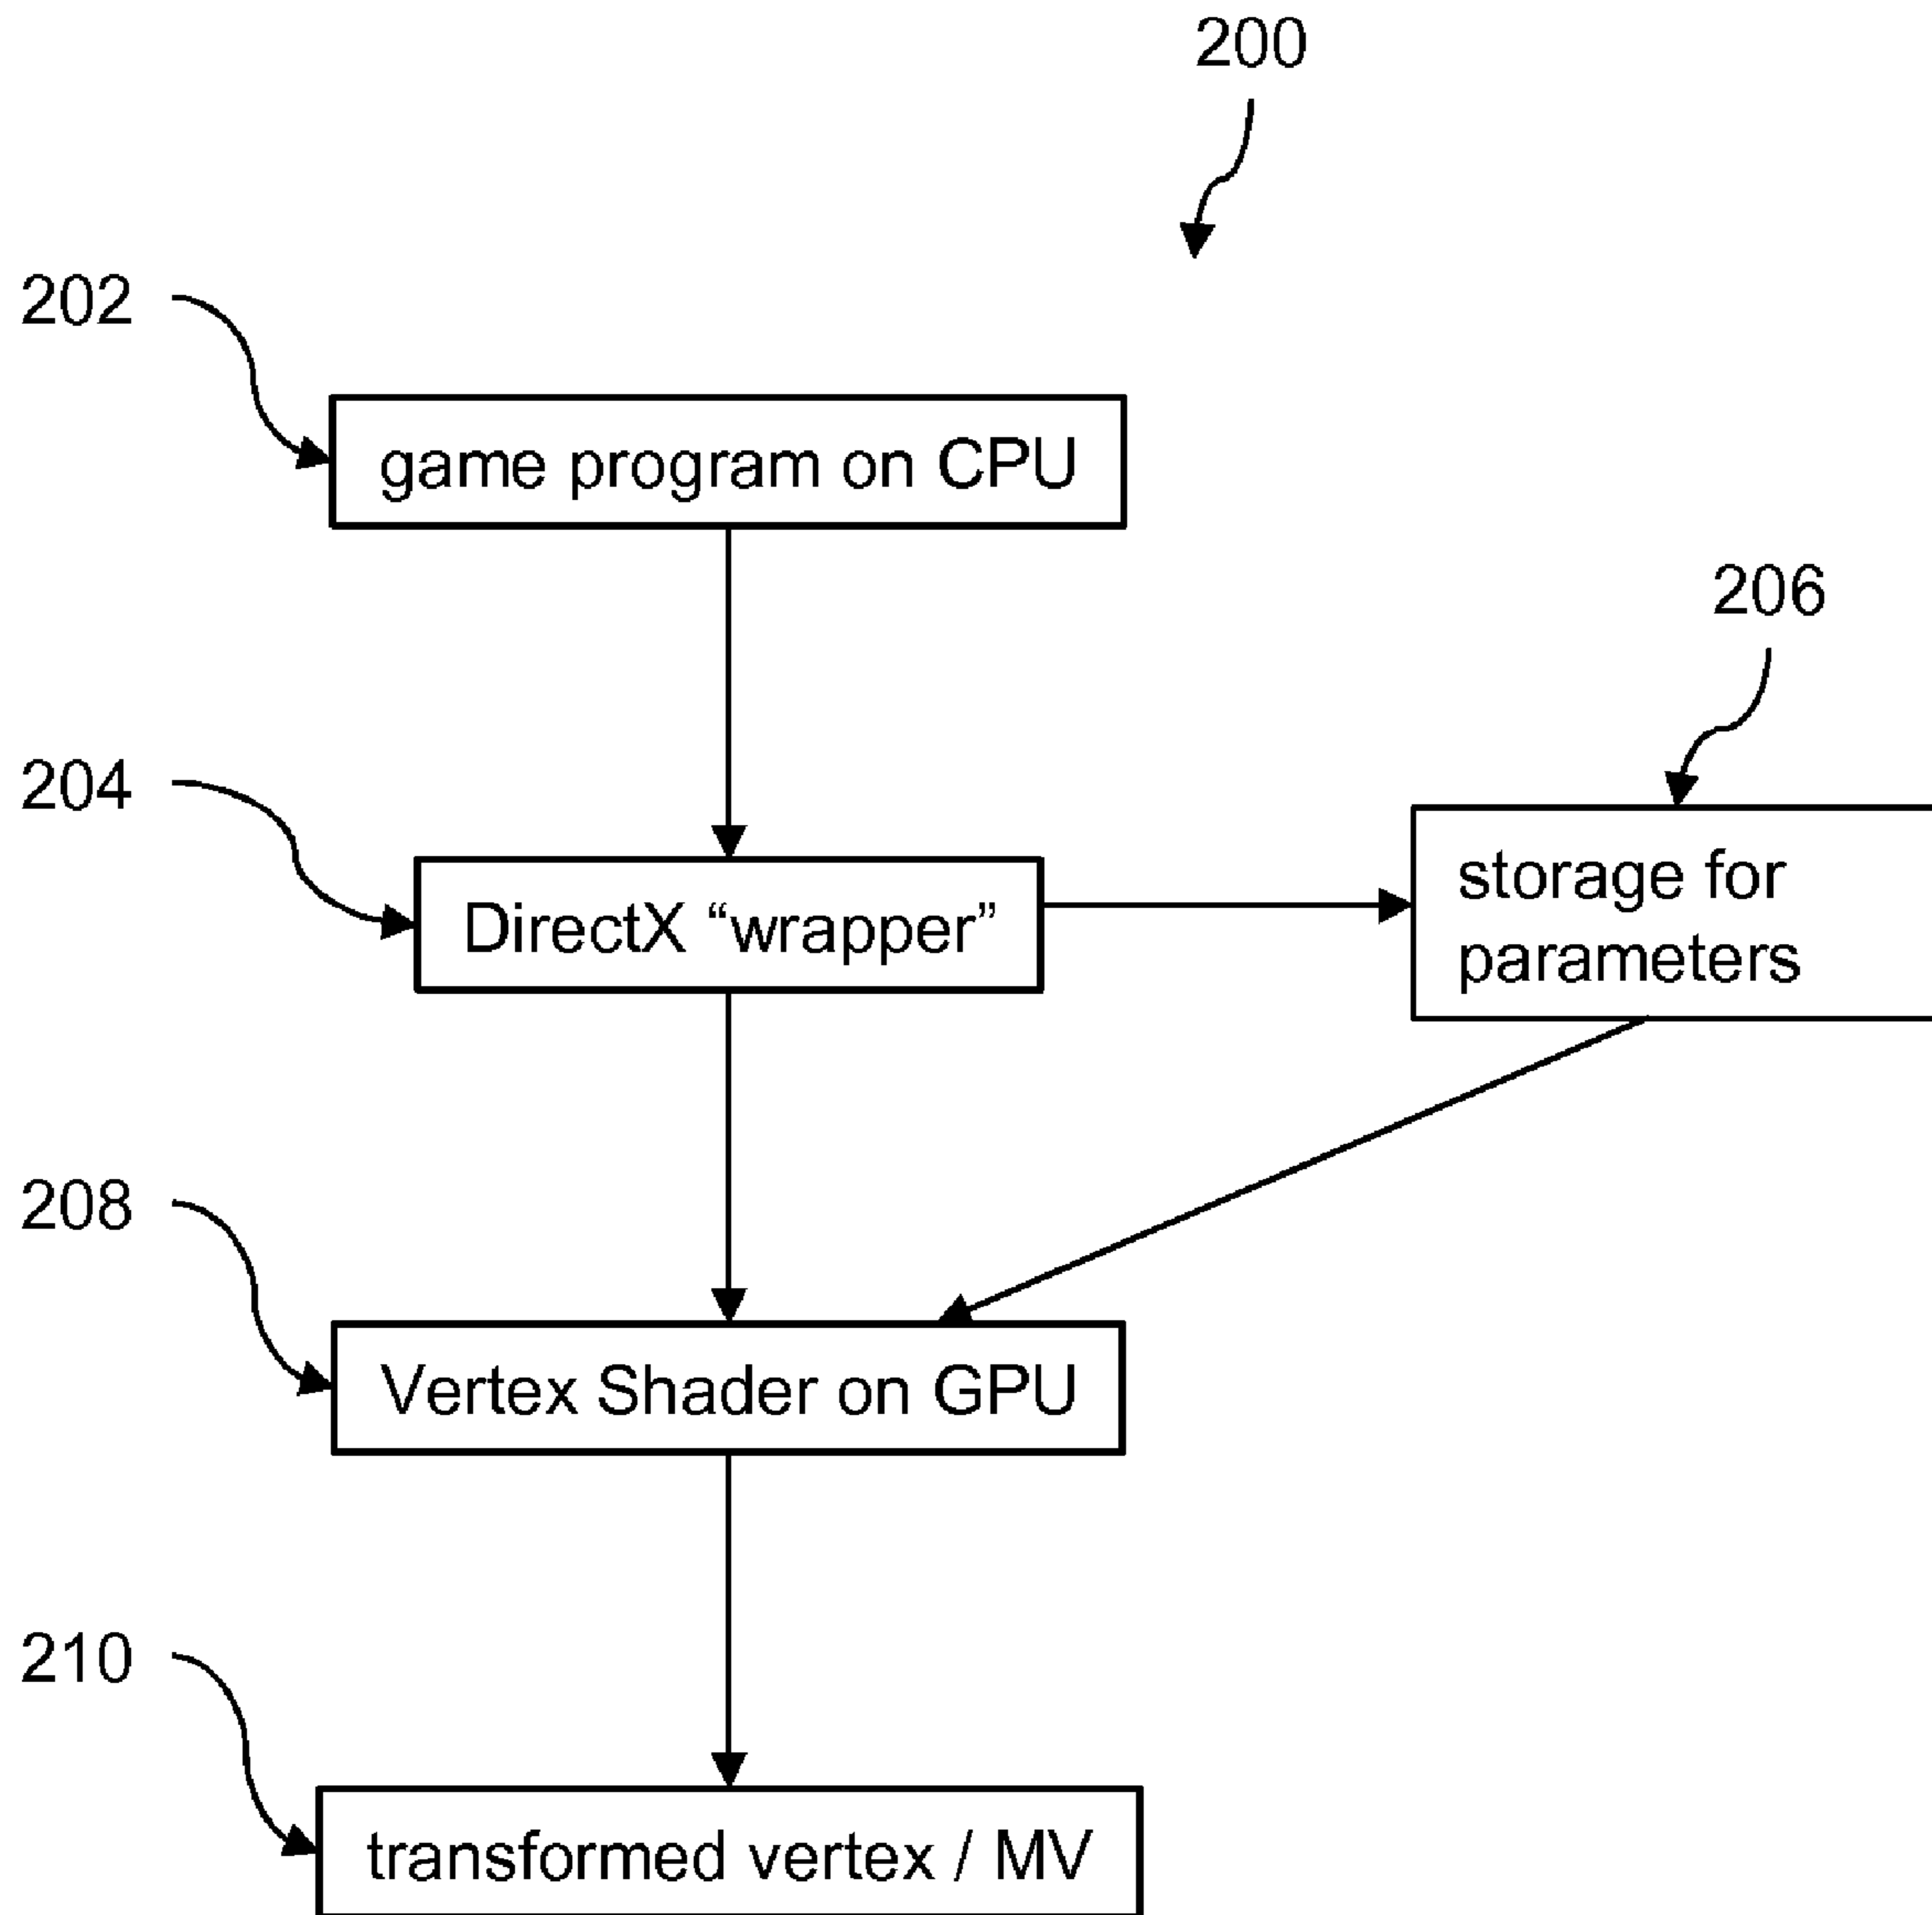 200
202
game program on CPU
206
204
DirectX “wrapper”
storage for
parameters
208
Vertex Shader on GPU
210
transformed vertex / MV